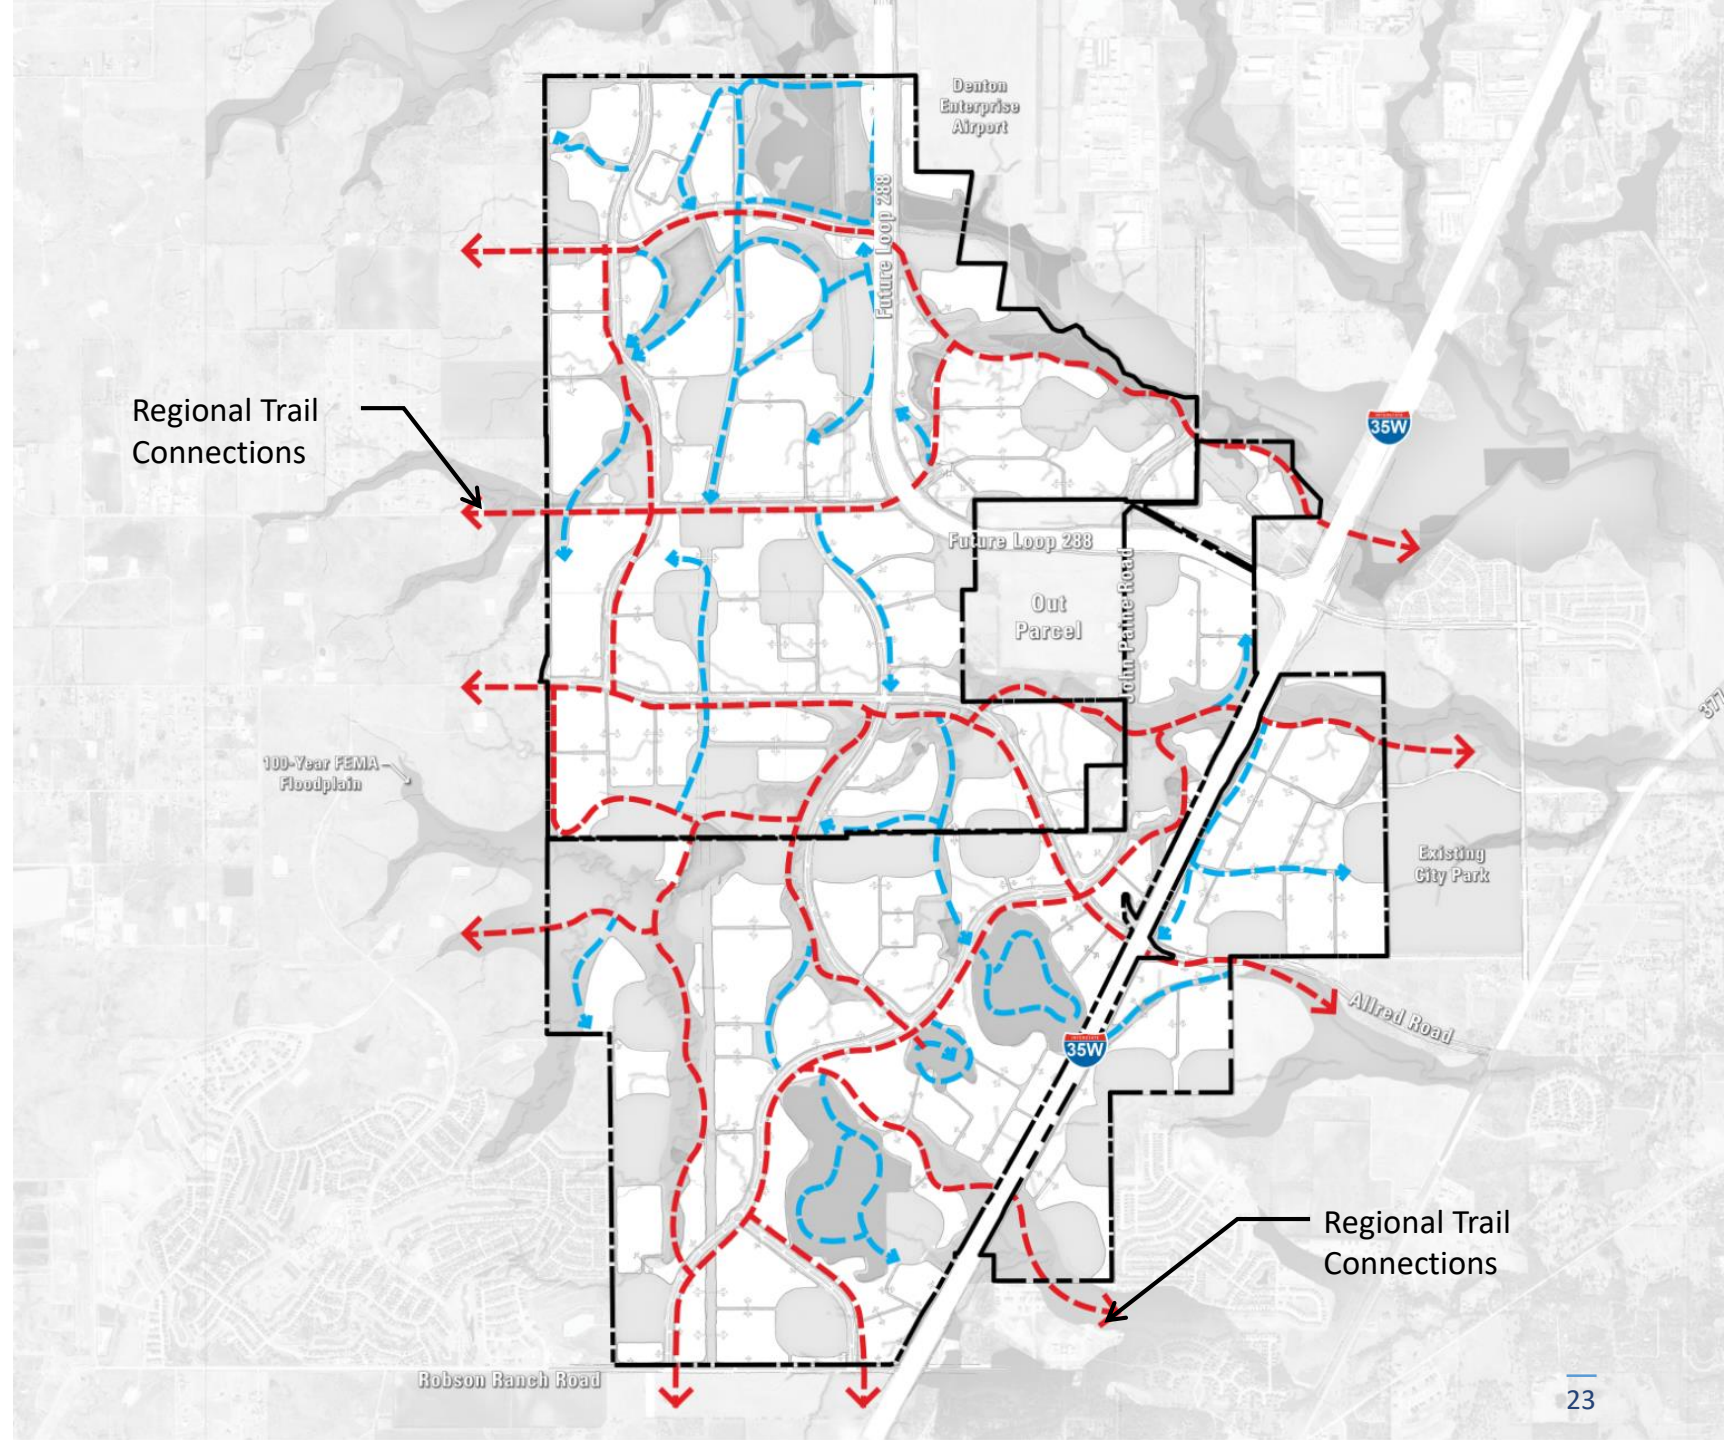 Denton
Enterprise
Airport
Future Loop 288
Regional Trail
Connections
35W
Future Loop 288
John Paine Road
Out
Parcel
377
100-Year FEMA
Floodplain
Existing
City Park
Allred Road
35W
Regional Trail
Connections
Robson Ranch Road
23